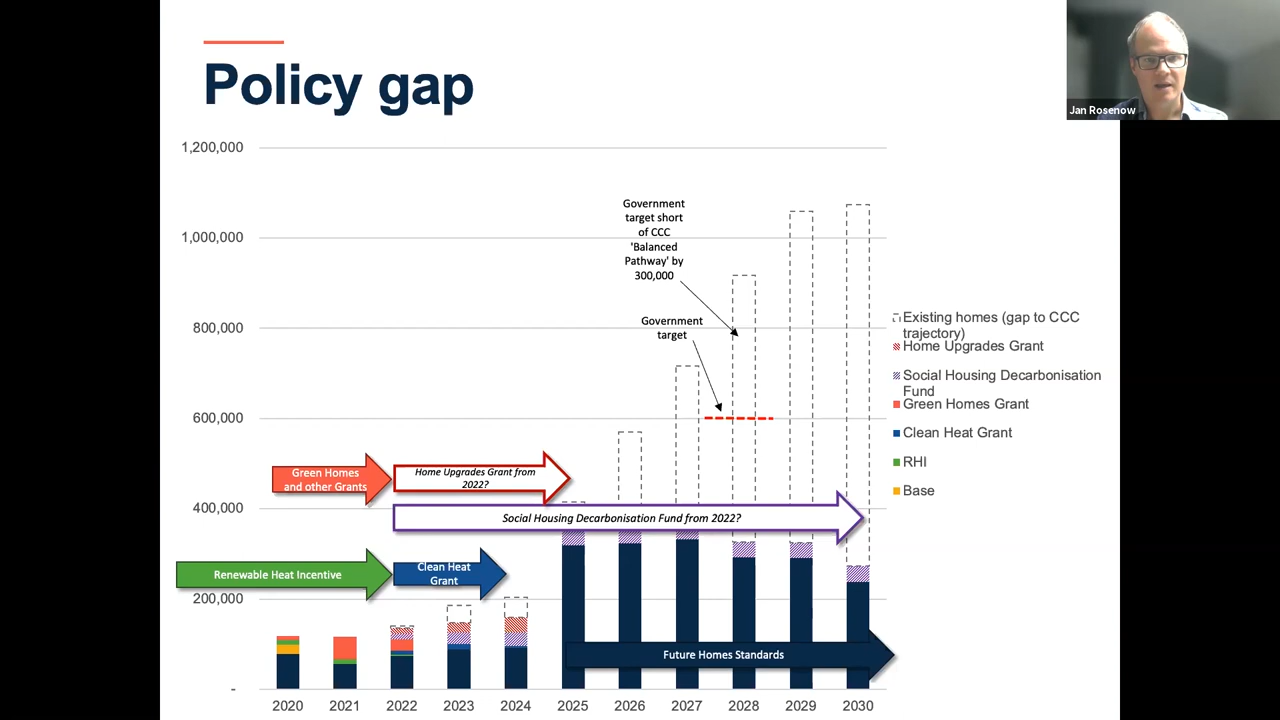 Policy gap
Jan Rosenow
1,200,000
1,000,000
800,000
600,000
400,000
200,000
-
Government
target short
of CCC
'Balanced
Pathway' by
300,000
Government
target
Green Homes
and other Grants
Home Upgrades Grant from
2022?
Social Housing Decarbonisation Fund from 2022?
Renewable Heat Incentive
Clean Heat
Grant
Future Homes Standards
2020 2021 2022 2023 2024 2025 2026 2027 2028 2029 2030
Existing homes (gap to CCC
trajectory)
Home Upgrades Grant
Social Housing Decarbonisation
Fund
Green Homes Grant
Clean Heat Grant
RHI
Base